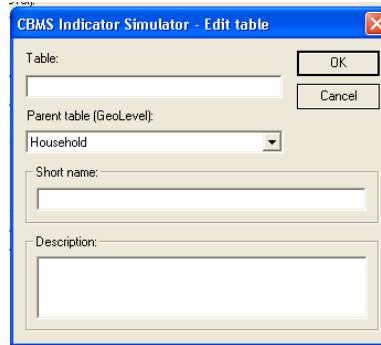 CBMS Indicator Simulator - Edit table
Table:
OK
Cancel
Parent table (GeoLevel):
Household
Short name:
Description: